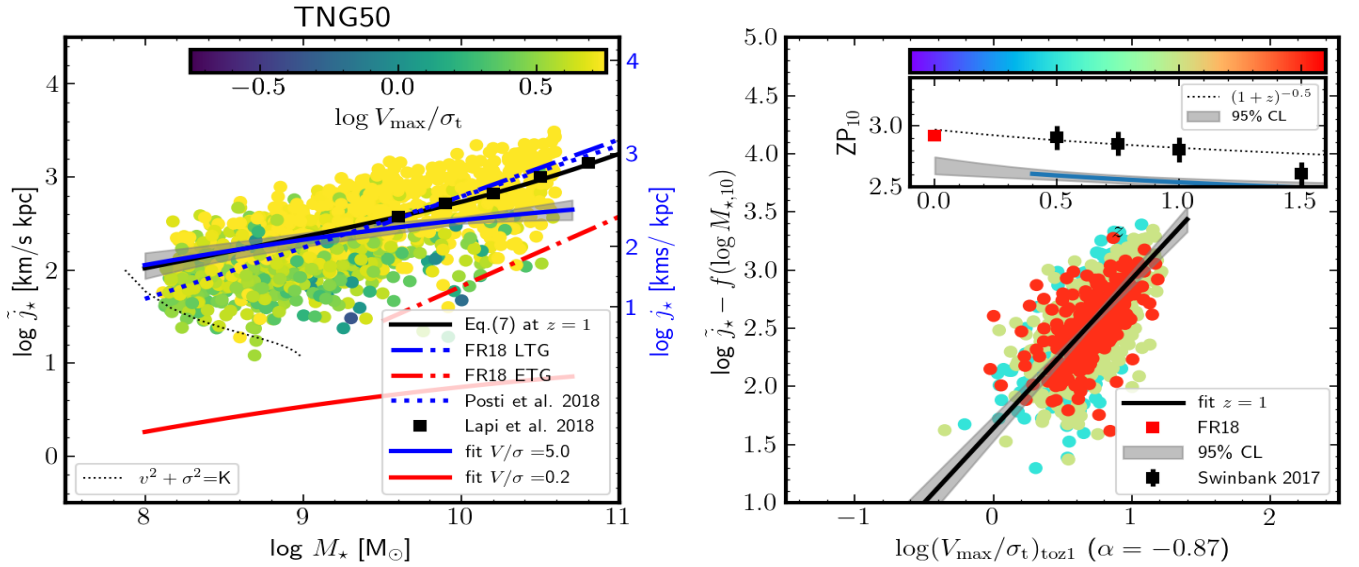 TNG50
−0.5 0.0 0.5
log V_max/σ_t
4
3
2
1
0
4
3
2
1
log j̃⋆ [km/s kpc]
log j⋆ [kms/ kpc]
Eq.(7) at z = 1
FR18 LTG
FR18 ETG
Posti et al. 2018
Lapi et al. 2018
fit V/σ =5.0
fit V/σ =0.2
v² + σ²=K
8 9 10 11
log M⋆ [M⊙]
5.0
4.5
4.0
3.5
3.0
2.5
2.0
1.5
1.0
log j̃⋆ − f(log M⋆,10)
ZP₁₀
3.0
2.5
(1 + z)^−0.5
95% CL
0.0 0.5 1.0 1.5
z
fit z = 1
FR18
95% CL
Swinbank 2017
−1 0 1 2
log(V_max/σ_t)_toz1 (α = −0.87)